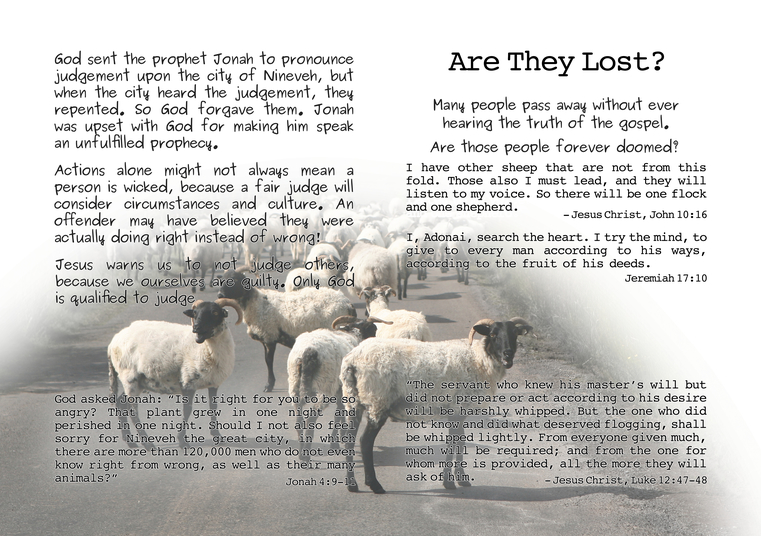 God sent the prophet Jonah to pronounce
judgement upon the city of Nineveh, but
when the city heard the judgement, they
repented. So God forgave them. Jonah
was upset with God for making him speak
an unfulfilled prophecy.
Actions alone might not always mean a
person is wicked, because a fair judge will
consider circumstances and culture. An
offender may have believed they were
actually doing right instead of wrong!
Jesus warns us to not judge others,
because we ourselves are guilty. Only God
is qualified to judge
God asked Jonah: “Is it right for you to be so
angry? That plant grew in one night and
perished in one night. Should I not also feel
sorry for Nineveh the great city, in which
there are more than 120,000 men who do not even
know right from wrong, as well as their many
animals?”
Jonah 4:9-11
Are They Lost?
Many people pass away without ever
hearing the truth of the gospel.
Are those people forever doomed?
I have other sheep that are not from this
fold. Those also I must lead, and they will
listen to my voice. So there will be one flock
and one shepherd.
- Jesus Christ, John 10:16
I, Adonai, search the heart. I try the mind, to
give to every man according to his ways,
according to the fruit of his deeds.
Jeremiah 17:10
“The servant who knew his master’s will but
did not prepare or act according to his desire
will be harshly whipped. But the one who did
not know and did what deserved flogging, shall
be whipped lightly. From everyone given much,
much will be required; and from the one for
whom more is provided, all the more they will
ask of him.
- Jesus Christ, Luke 12:47-48